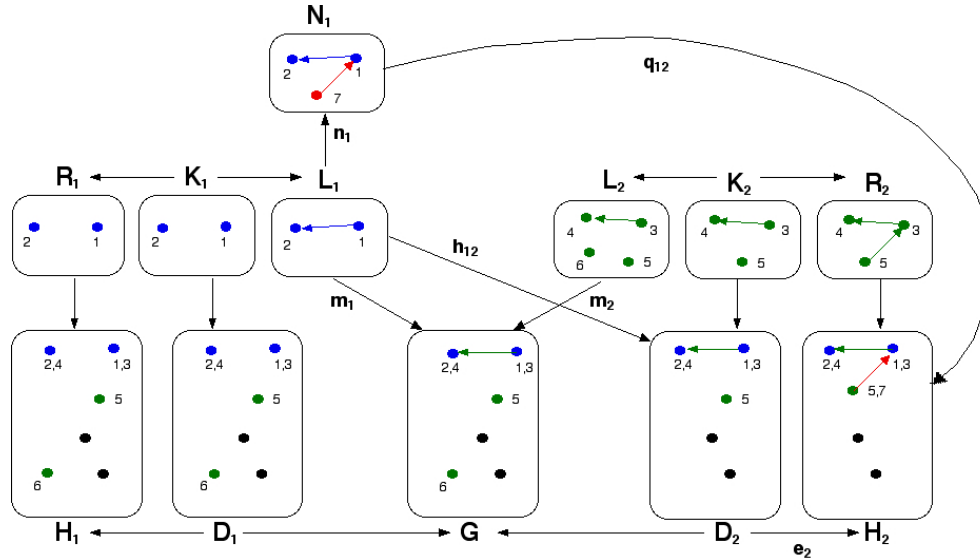 N₁
2 1
7
q₁₂
n₁
R₁ K₁ L₁ L₂ K₂ R₂
2 1 2 1 2 1 4 3 6 5 4 3 5 4 3 5
h₁₂
m₁ m₂
2,4 1,3 2,4 1,3 2,4 1,3 2,4 1,3 2,4 1,3
5 5 5 5 5,7
6 6 6
H₁ D₁ G D₂ H₂
e₂